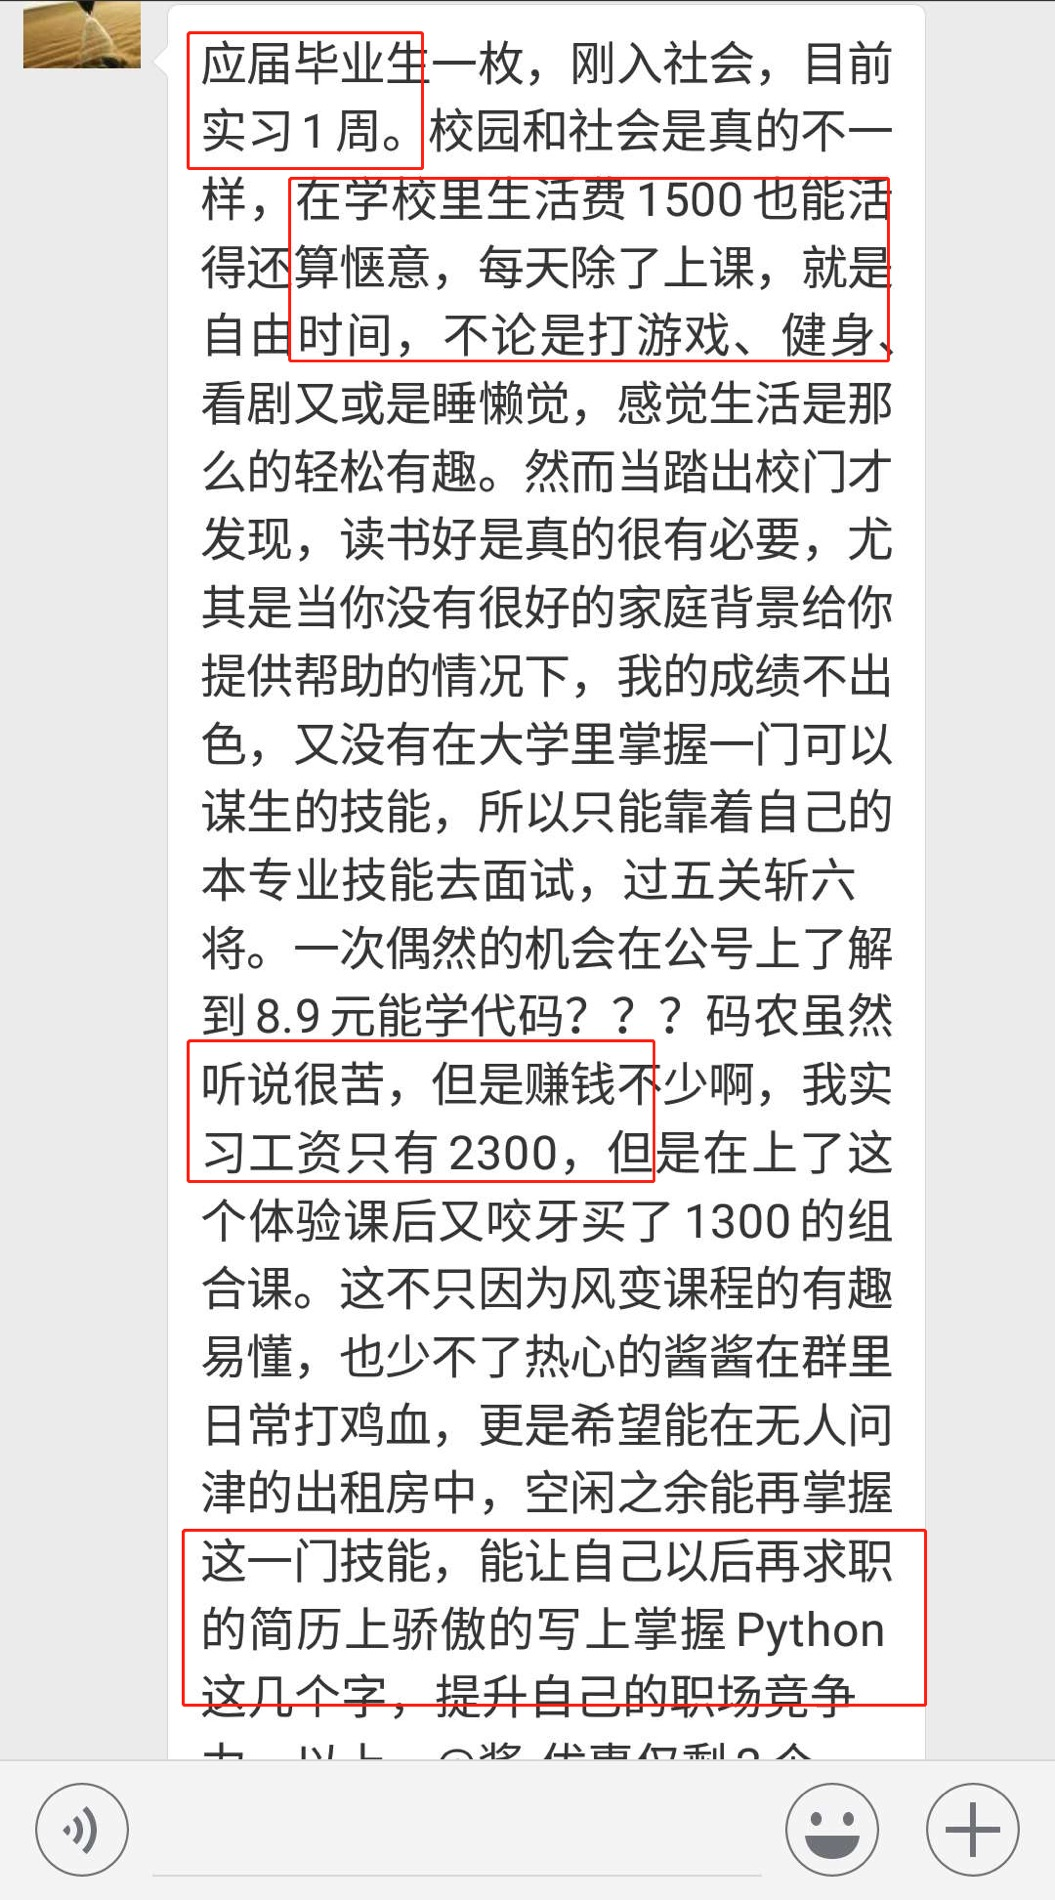 应届毕业生一枚，刚入社会，目前
实习1周。校园和社会是真的不一
样，在学校里生活费1500也能活
得还算惬意，每天除了上课，就是
自由时间，不论是打游戏、健身、
看剧又或是睡懒觉，感觉生活是那
么的轻松有趣。然而当踏出校门才
发现，读书好是真的很有必要，尤
其是当你没有很好的家庭背景给你
提供帮助的情况下，我的成绩不出
色，又没有在大学里掌握一门可以
谋生的技能，所以只能靠着自己的
本专业技能去面试，过五关斩六
将。一次偶然的机会在公号上了解
到8.9元能学代码？？？码农虽然
听说很苦，但是赚钱不少啊，我实
习工资只有2300，但是在上了这
个体验课后又咬牙买了1300的组
合课。这不只因为风变课程的有趣
易懂，也少不了热心的酱酱在群里
日常打鸡血，更是希望能在无人问
津的出租房中，空闲之余能再掌握
这一门技能，能让自己以后再求职
的简历上骄傲的写上掌握Python
这几个字，提升自己的职场竞争